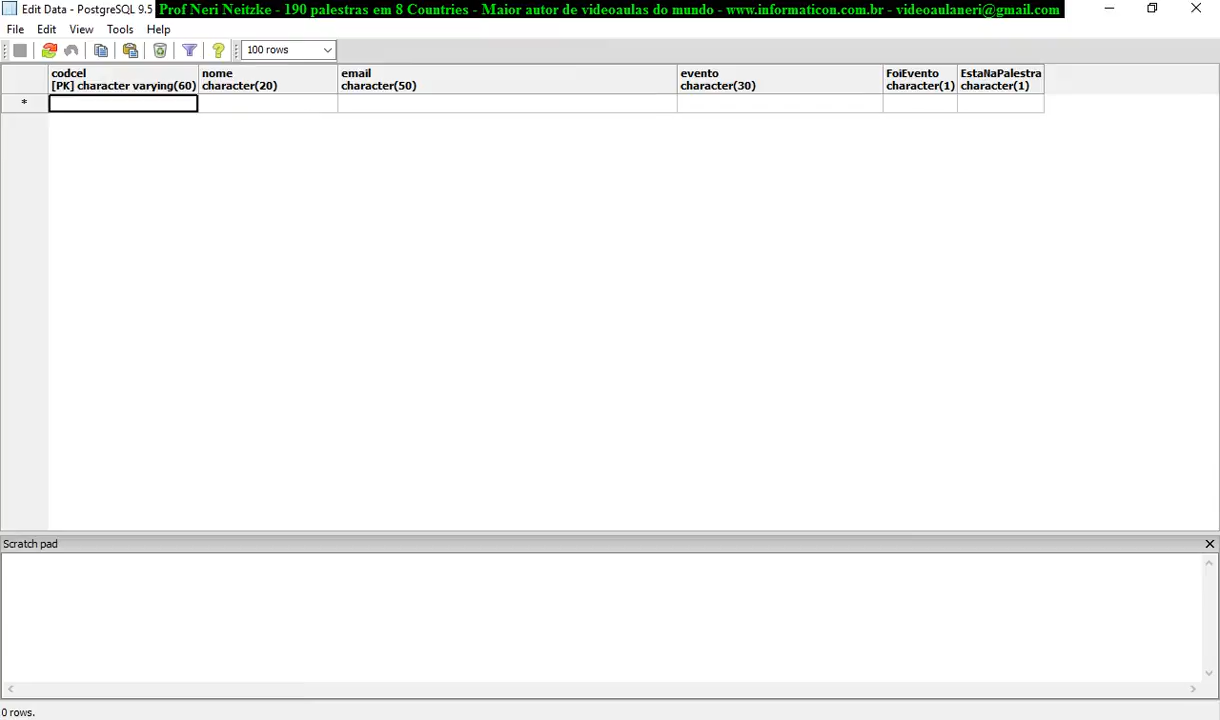 Edit Data - PostgreSQL 9.5 Prof Neri Neitzke - 190 palestras em 8 Countries - Maior autor de videoaulas do mundo - www.informaticon.com.br - videoaulaneri@gmail.com
File Edit View Tools Help
100 rows
codcel nome email evento FoiEvento EstaNaPalestra
[PK] character varying(60) character(20) character(50) character(30) character(1) character(1)
*
Scratch pad
0 rows.